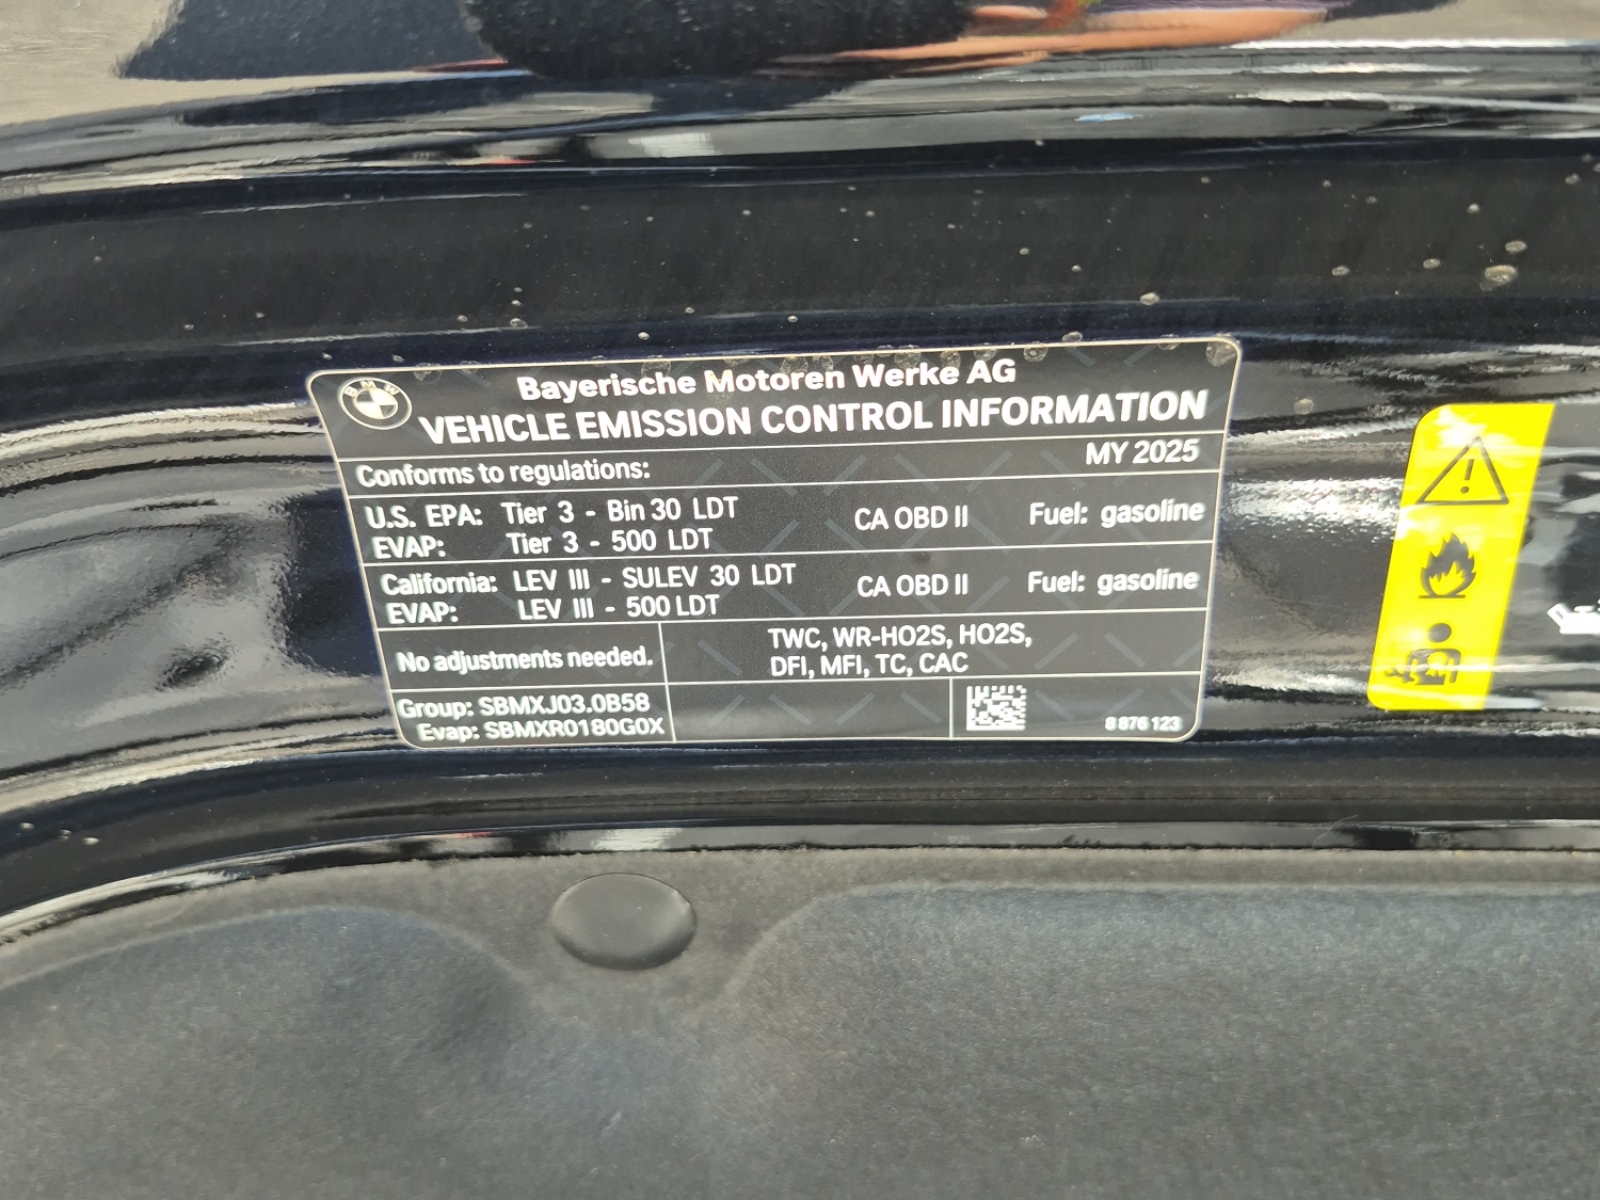 BMW
Bayerische Motoren Werke AG
VEHICLE EMISSION CONTROL INFORMATION
Conforms to regulations: MY 2025
U.S. EPA: Tier 3 - Bin 30 LDT CA OBD II Fuel: gasoline
EVAP: Tier 3 - 500 LDT
California: LEV III - SULEV 30 LDT CA OBD II Fuel: gasoline
EVAP: LEV III - 500 LDT
No adjustments needed.
TWC, WR-HO2S, HO2S,
DFI, MFI, TC, CAC
Group: SBMXJ03.0B58
Evap: SBMXR0180G0X
8 876 123